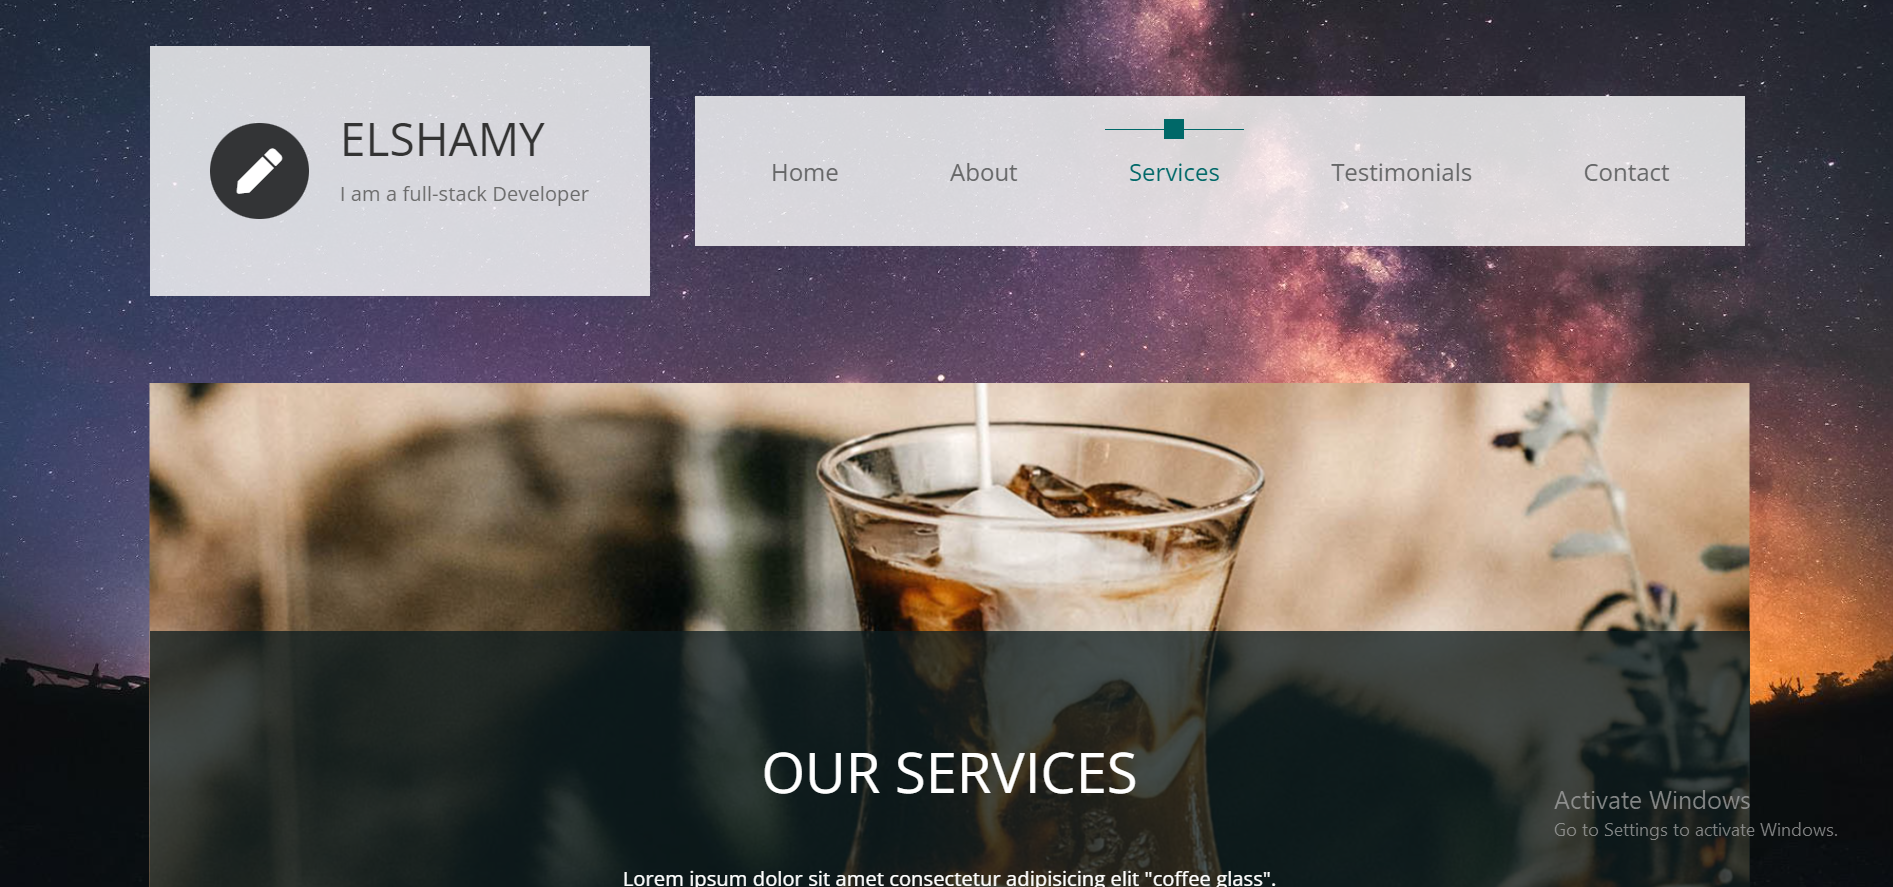 ELSHAMY
I am a full-stack Developer
Home About Services Testimonials Contact
OUR SERVICES
Lorem ipsum dolor sit amet consectetur adipisicing elit "coffee glass".
Activate Windows
Go to Settings to activate Windows.